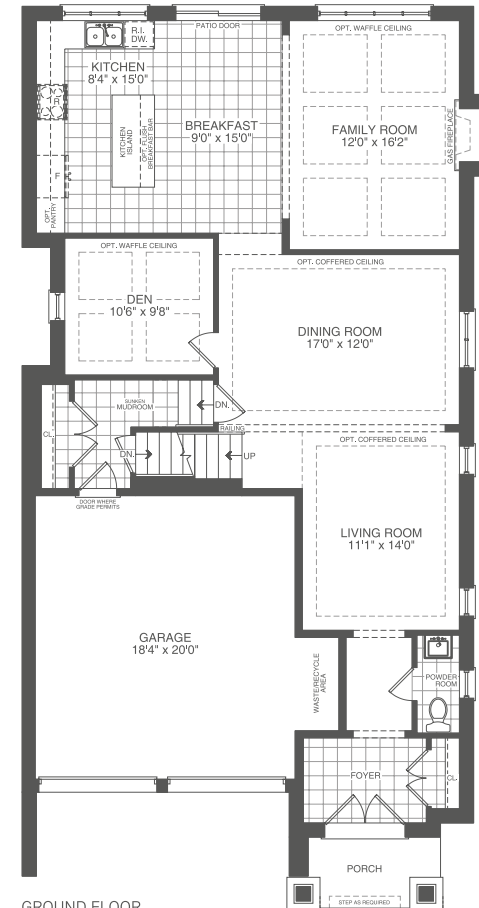 PATIO DOOR
OPT. WAFFLE CEILING
R.I.
DW.
KITCHEN
8'4" x 15'0"
R
KITCHEN
ISLAND
OPT. FLUSH
BREAKFAST BAR
BREAKFAST
9'0" x 15'0"
FAMILY ROOM
12'0" x 16'2"
GAS FIREPLACE
F
OPT.
PANTRY
OPT. WAFFLE CEILING
DEN
10'6" x 9'8"
OPT. COFFERED CEILING
DINING ROOM
17'0" x 12'0"
SUNKEN
MUDROOM
DN.
CL.
RAILING
DN.
UP
OPT. COFFERED CEILING
DOOR WHERE
GRADE PERMITS
LIVING ROOM
11'1" x 14'0"
GARAGE
18'4" x 20'0"
WASTE/RECYCLE
AREA
POWDER
ROOM
FOYER
CL.
PORCH
STEP AS REQUIRED
GROUND FLOOR